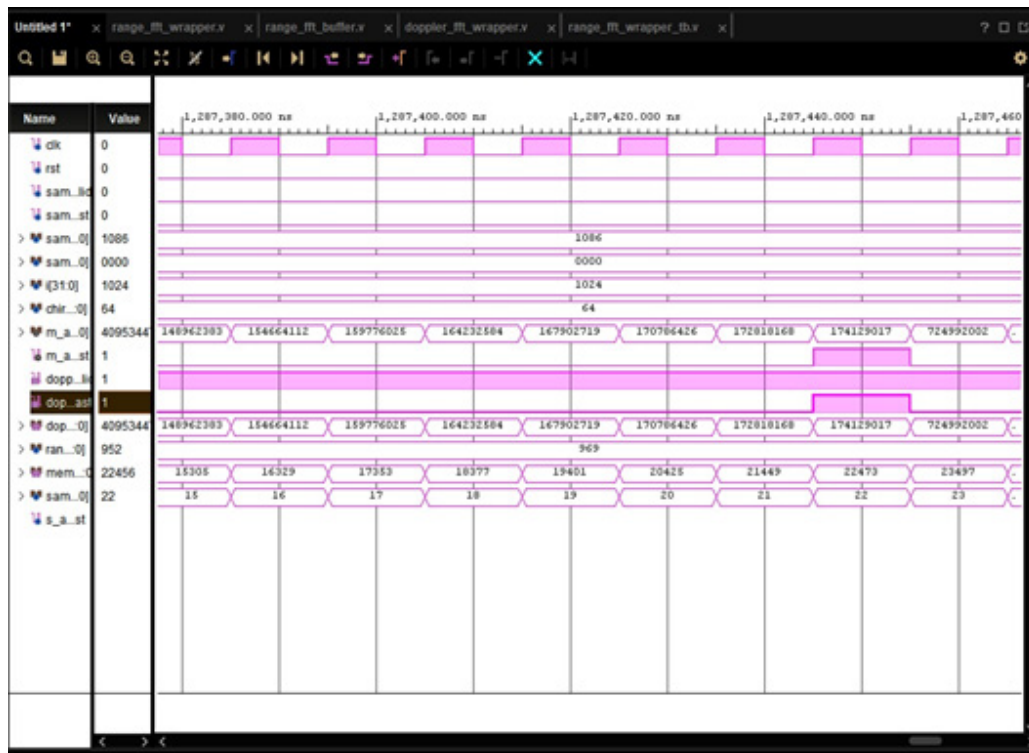 Untitled 1* × range_fft_wrapper.v × range_fft_buffer.v × doppler_fft_wrapper.v × range_fft_wrapper_tb.v × ?
Name Value 1,287,380.000 ns 1,287,400.000 ns 1,287,420.000 ns 1,287,440.000 ns 1,287,460
clk 0
rst 0
sam...lid 0
sam...st 0
> sam...0] 1086 1086
> sam...0] 0000 0000
> i[31:0] 1024 1024
> chir...:0] 64 64
> m_a...0] 4095344 148962383 154664112 159776025 164232584 167902719 170786426 172818168 174129017 724992002 .
m_a...st 1
dopp...li 1
dop...ast 1
> dop...:0] 4095344 148962383 154664112 159776025 164232584 167902719 170786426 172818168 174129017 724992002 .
> ran...:0] 952 969
> mem...:0 22456 15305 16329 17353 18377 19401 20425 21449 22473 23497
> sam...0] 22 15 16 17 18 19 20 21 22 23 .
s_a...st